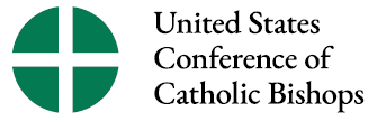 United States
Conference of
Catholic Bishops